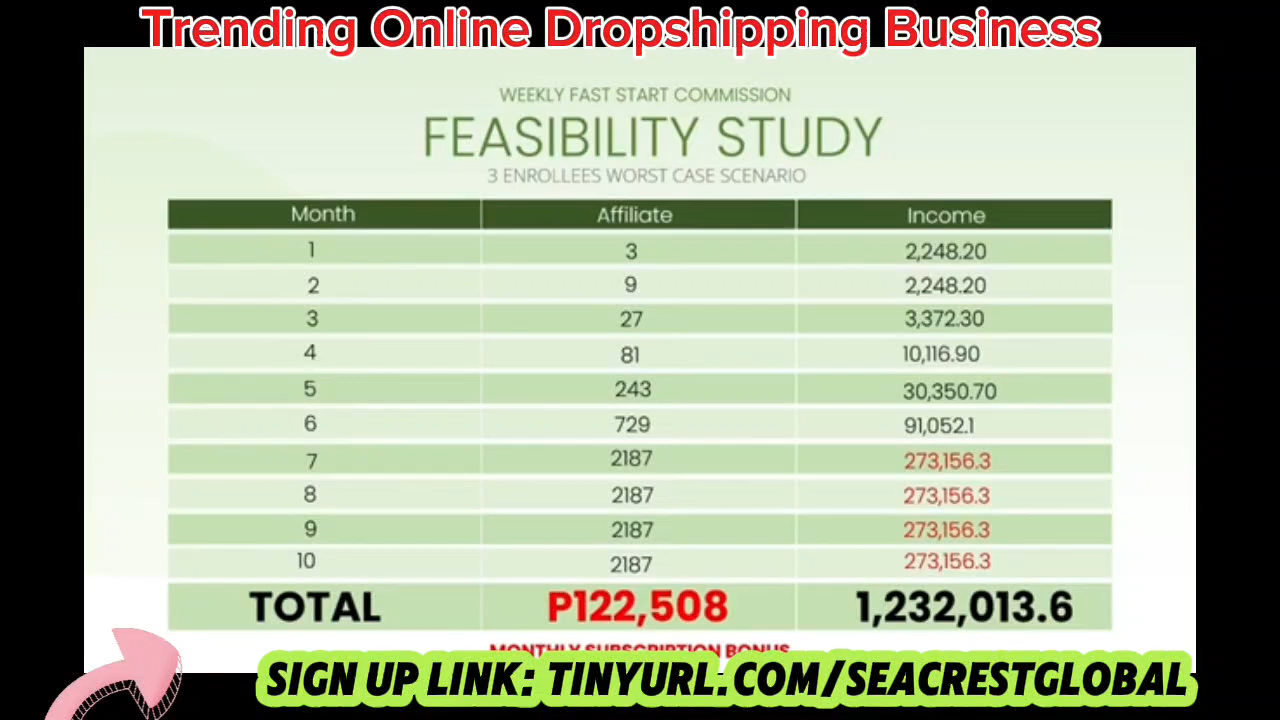 Trending Online Dropshipping Business
WEEKLY FAST START COMMISSION
FEASIBILITY STUDY
3 ENROLLEES WORST CASE SCENARIO
Month Affiliate Income
1 3 2,248.20
2 9 2,248.20
3 27 3,372.30
4 81 10,116.90
5 243 30,350.70
6 729 91,052.1
7 2187 273,156.3
8 2187 273,156.3
9 2187 273,156.3
10 2187 273,156.3
TOTAL P122,508 1,232,013.6
MONTHLY SUBSCRIPTION BONUS
SIGN UP LINK: TINYURL.COM/SEACRESTGLOBAL